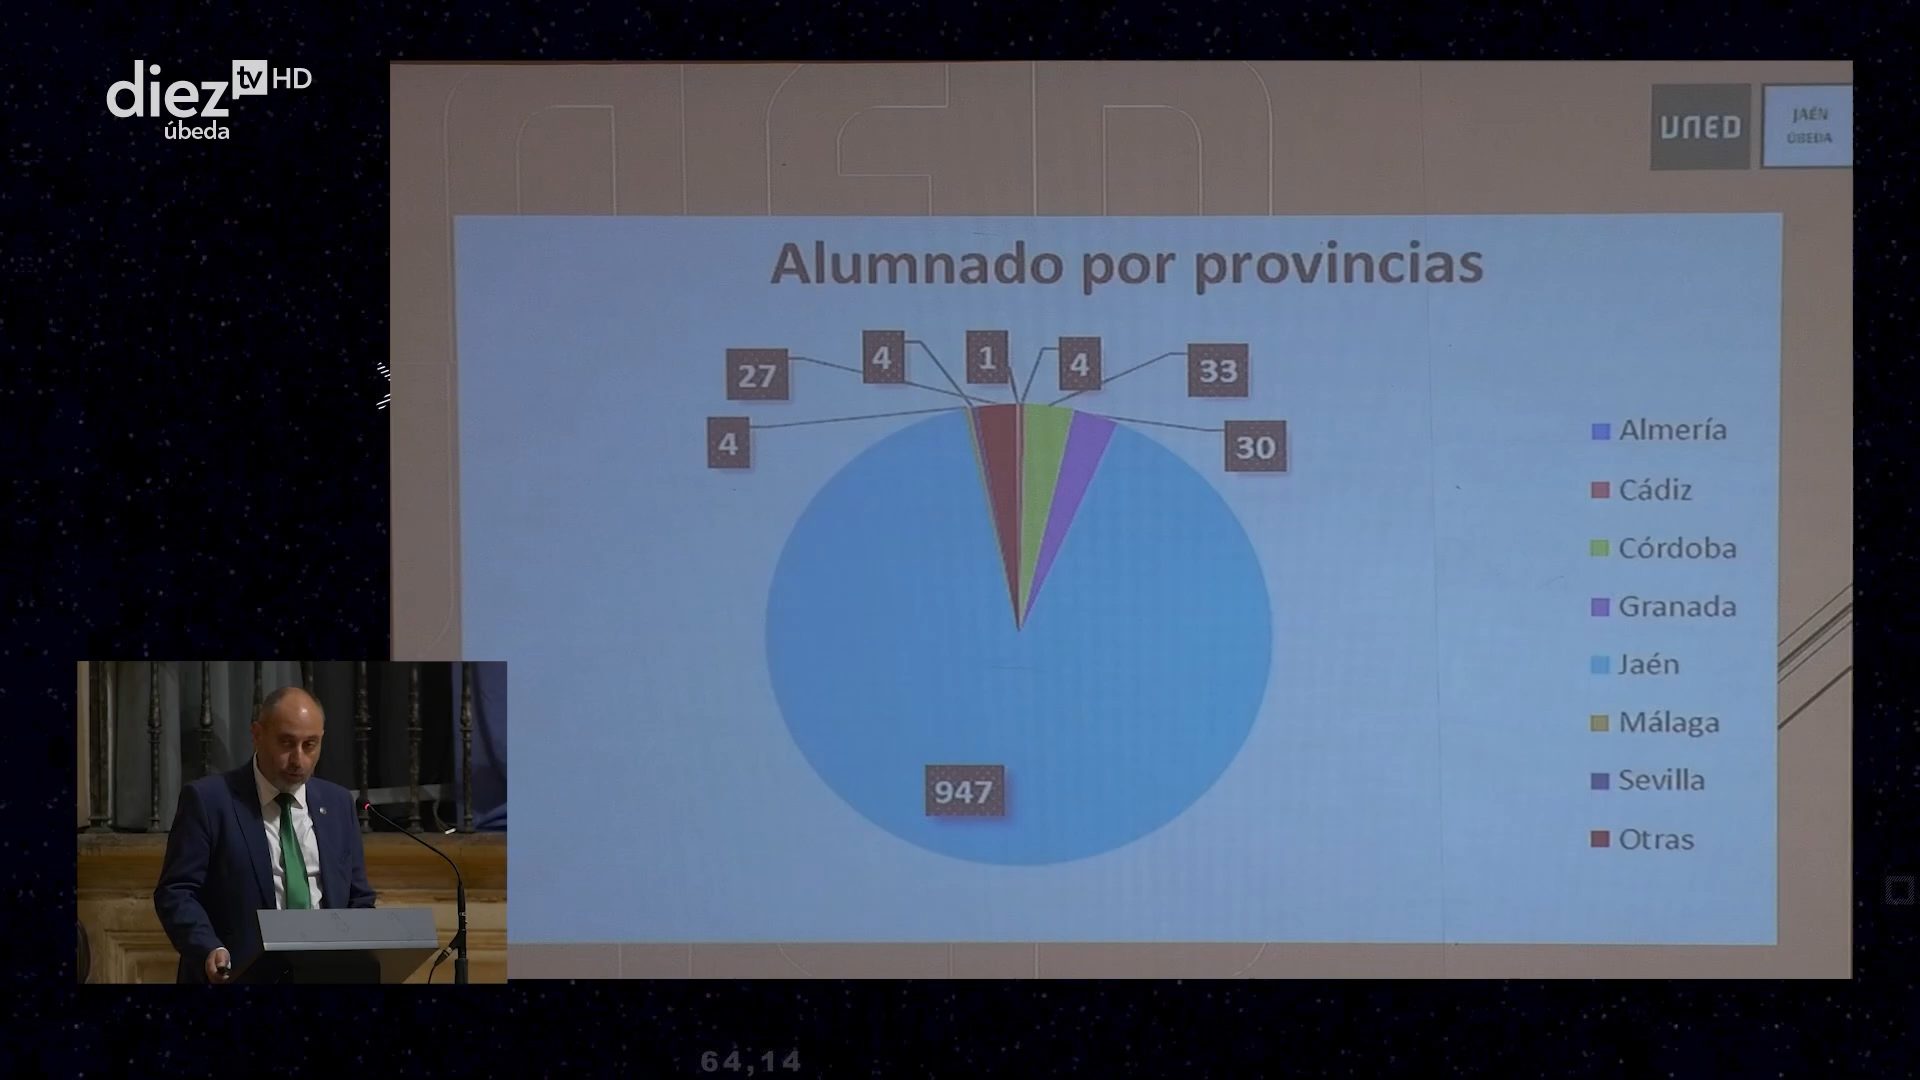 diez tv HD
úbeda
UNED
JAÉN
ÚBEDA
Alumnado por provincias
27
4
1
4
33
4
30
947
Almería
Cádiz
Córdoba
Granada
Jaén
Málaga
Sevilla
Otras
64,14